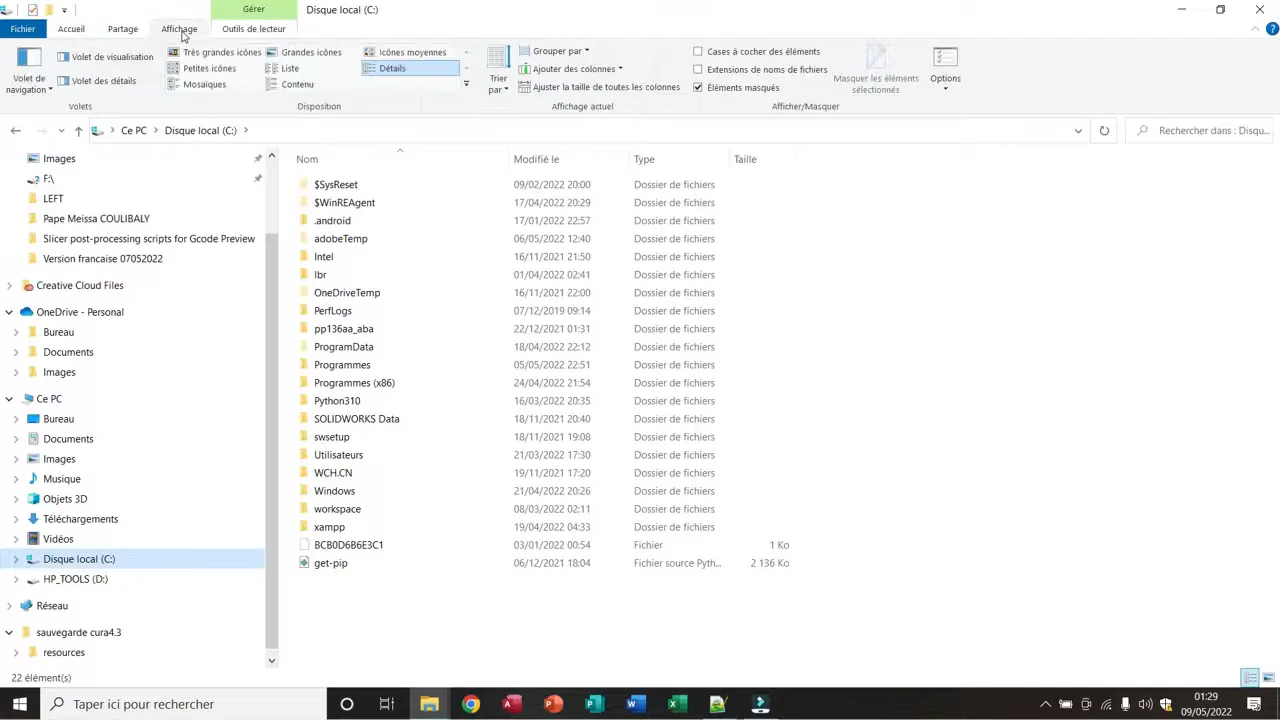 Gérer
Disque local (C:)
Fichier
Accueil
Partage
Affichage
Outils de lecteur
Volet de navigation
Volet de visualisation
Volet des détails
Volets
Très grandes icônes
Grandes icônes
Icônes moyennes
Petites icônes
Liste
Détails
Mosaïques
Contenu
Disposition
Trier par
Grouper par
Ajouter des colonnes
Ajuster la taille de toutes les colonnes
Affichage actuel
Cases à cocher des éléments
Extensions de noms de fichiers
Éléments masqués
Masquer les éléments sélectionnés
Options
Afficher/Masquer
Ce PC > Disque local (C:) >
Rechercher dans : Disqu...
Images
F:\
LEFT
Pape Meissa COULIBALY
Slicer post-processing scripts for Gcode Preview
Version francaise 07052022
Creative Cloud Files
OneDrive - Personal
Bureau
Documents
Images
Ce PC
Bureau
Documents
Images
Musique
Objets 3D
Téléchargements
Vidéos
Disque local (C:)
HP_TOOLS (D:)
Réseau
sauvegarde cura4.3
resources
Nom Modifié le Type Taille
$SysReset 09/02/2022 20:00 Dossier de fichiers
$WinREAgent 17/04/2022 20:29 Dossier de fichiers
.android 17/01/2022 22:57 Dossier de fichiers
adobeTemp 06/05/2022 12:40 Dossier de fichiers
Intel 16/11/2021 21:50 Dossier de fichiers
lbr 01/04/2022 02:41 Dossier de fichiers
OneDriveTemp 16/11/2021 22:00 Dossier de fichiers
PerfLogs 07/12/2019 09:14 Dossier de fichiers
pp136aa_aba 22/12/2021 01:31 Dossier de fichiers
ProgramData 18/04/2022 22:12 Dossier de fichiers
Programmes 05/05/2022 22:51 Dossier de fichiers
Programmes (x86) 24/04/2022 21:54 Dossier de fichiers
Python310 16/03/2022 20:35 Dossier de fichiers
SOLIDWORKS Data 18/11/2021 20:40 Dossier de fichiers
swsetup 18/11/2021 19:08 Dossier de fichiers
Utilisateurs 21/03/2022 17:30 Dossier de fichiers
WCH.CN 19/11/2021 17:20 Dossier de fichiers
Windows 21/04/2022 20:26 Dossier de fichiers
workspace 08/03/2022 02:11 Dossier de fichiers
xampp 19/04/2022 04:33 Dossier de fichiers
BCB0D6B6E3C1 03/01/2022 00:54 Fichier 1 Ko
get-pip 06/12/2021 18:04 Fichier source Pyth... 2 136 Ko
22 élément(s)
Taper ici pour rechercher
01:29
09/05/2022